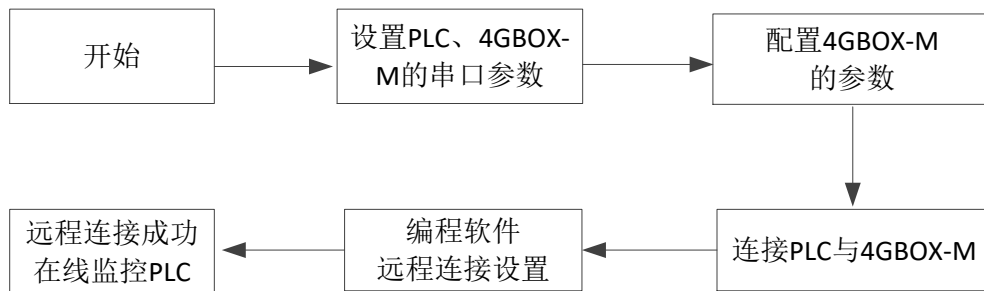 开始
设置PLC、4GBOX-
M的串口参数
配置4GBOX-M
的参数
连接PLC与4GBOX-M
编程软件
远程连接设置
远程连接成功
在线监控PLC